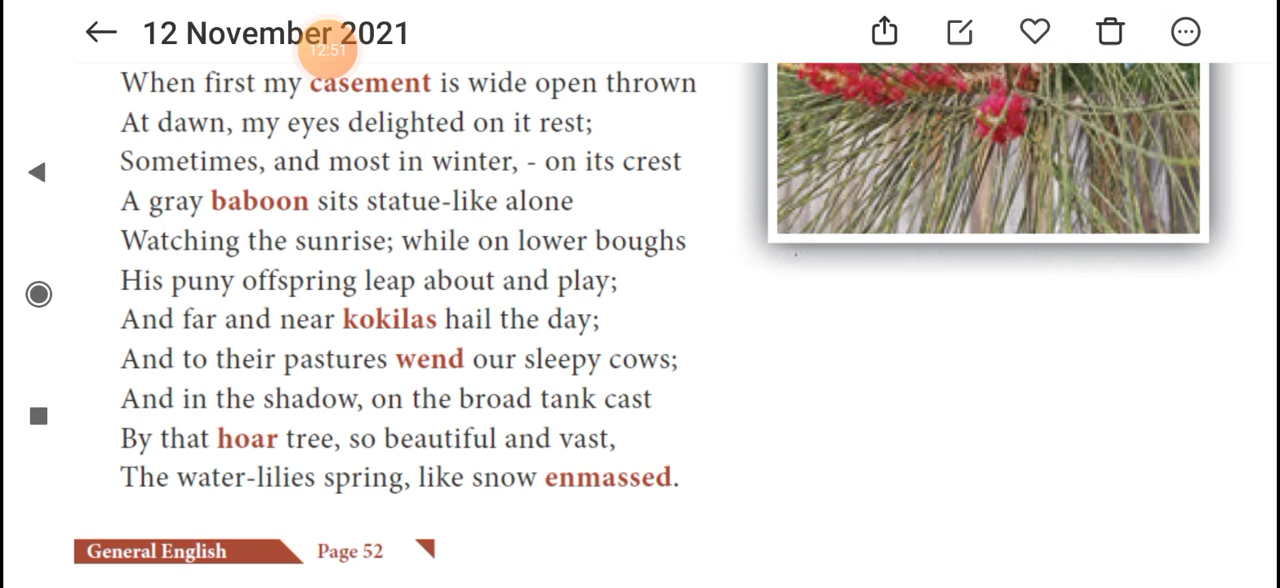 12 November 2021
12:51
When first my casement is wide open thrown
At dawn, my eyes delighted on it rest;
Sometimes, and most in winter, - on its crest
A gray baboon sits statue-like alone
Watching the sunrise; while on lower boughs
His puny offspring leap about and play;
And far and near kokilas hail the day;
And to their pastures wend our sleepy cows;
And in the shadow, on the broad tank cast
By that hoar tree, so beautiful and vast,
The water-lilies spring, like snow enmassed.
General English Page 52